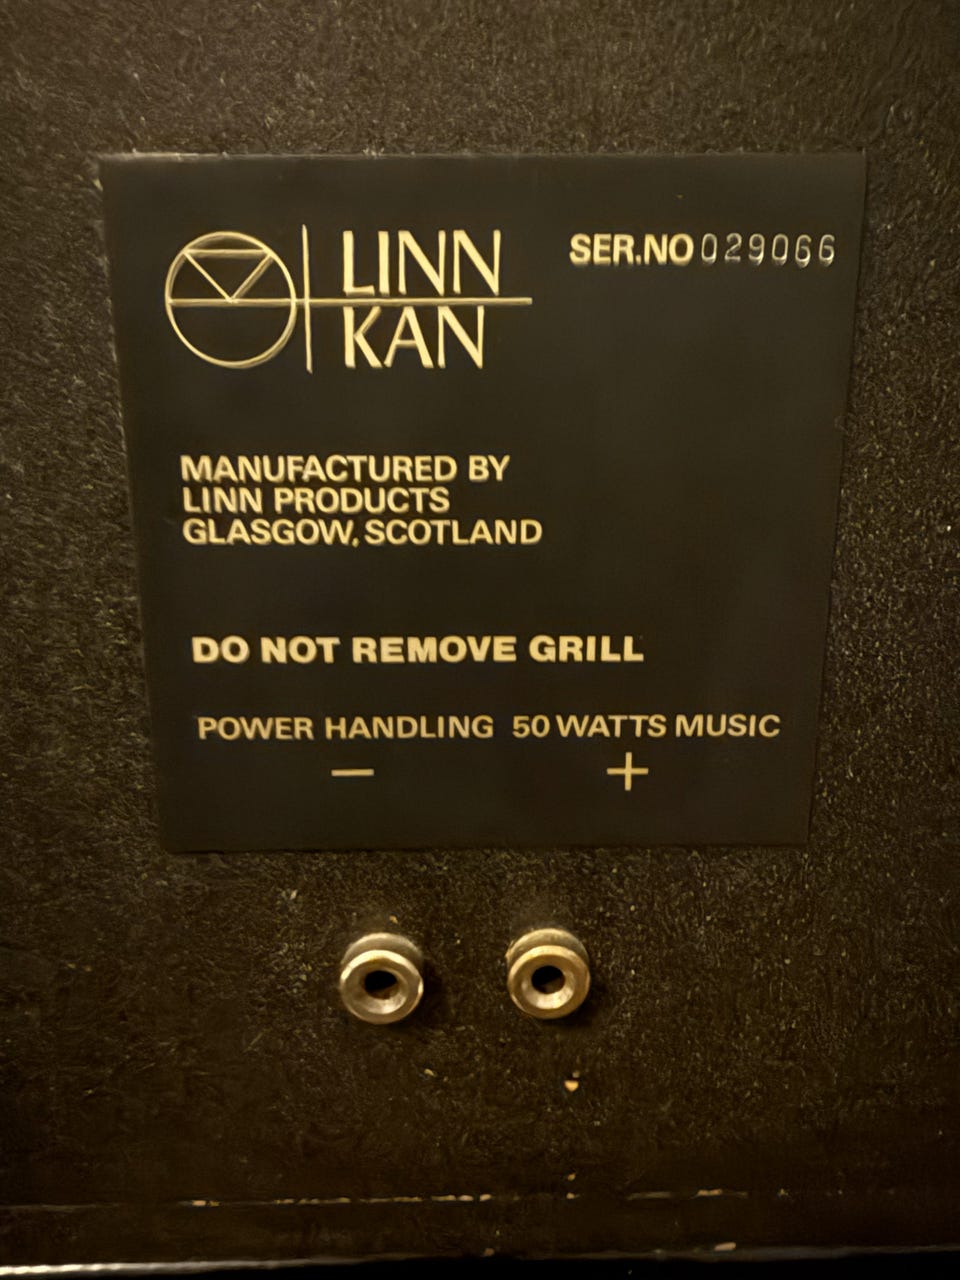 LINN
KAN
SER.NO 029066
MANUFACTURED BY
LINN PRODUCTS
GLASGOW, SCOTLAND
DO NOT REMOVE GRILL
POWER HANDLING 50 WATTS MUSIC
— +